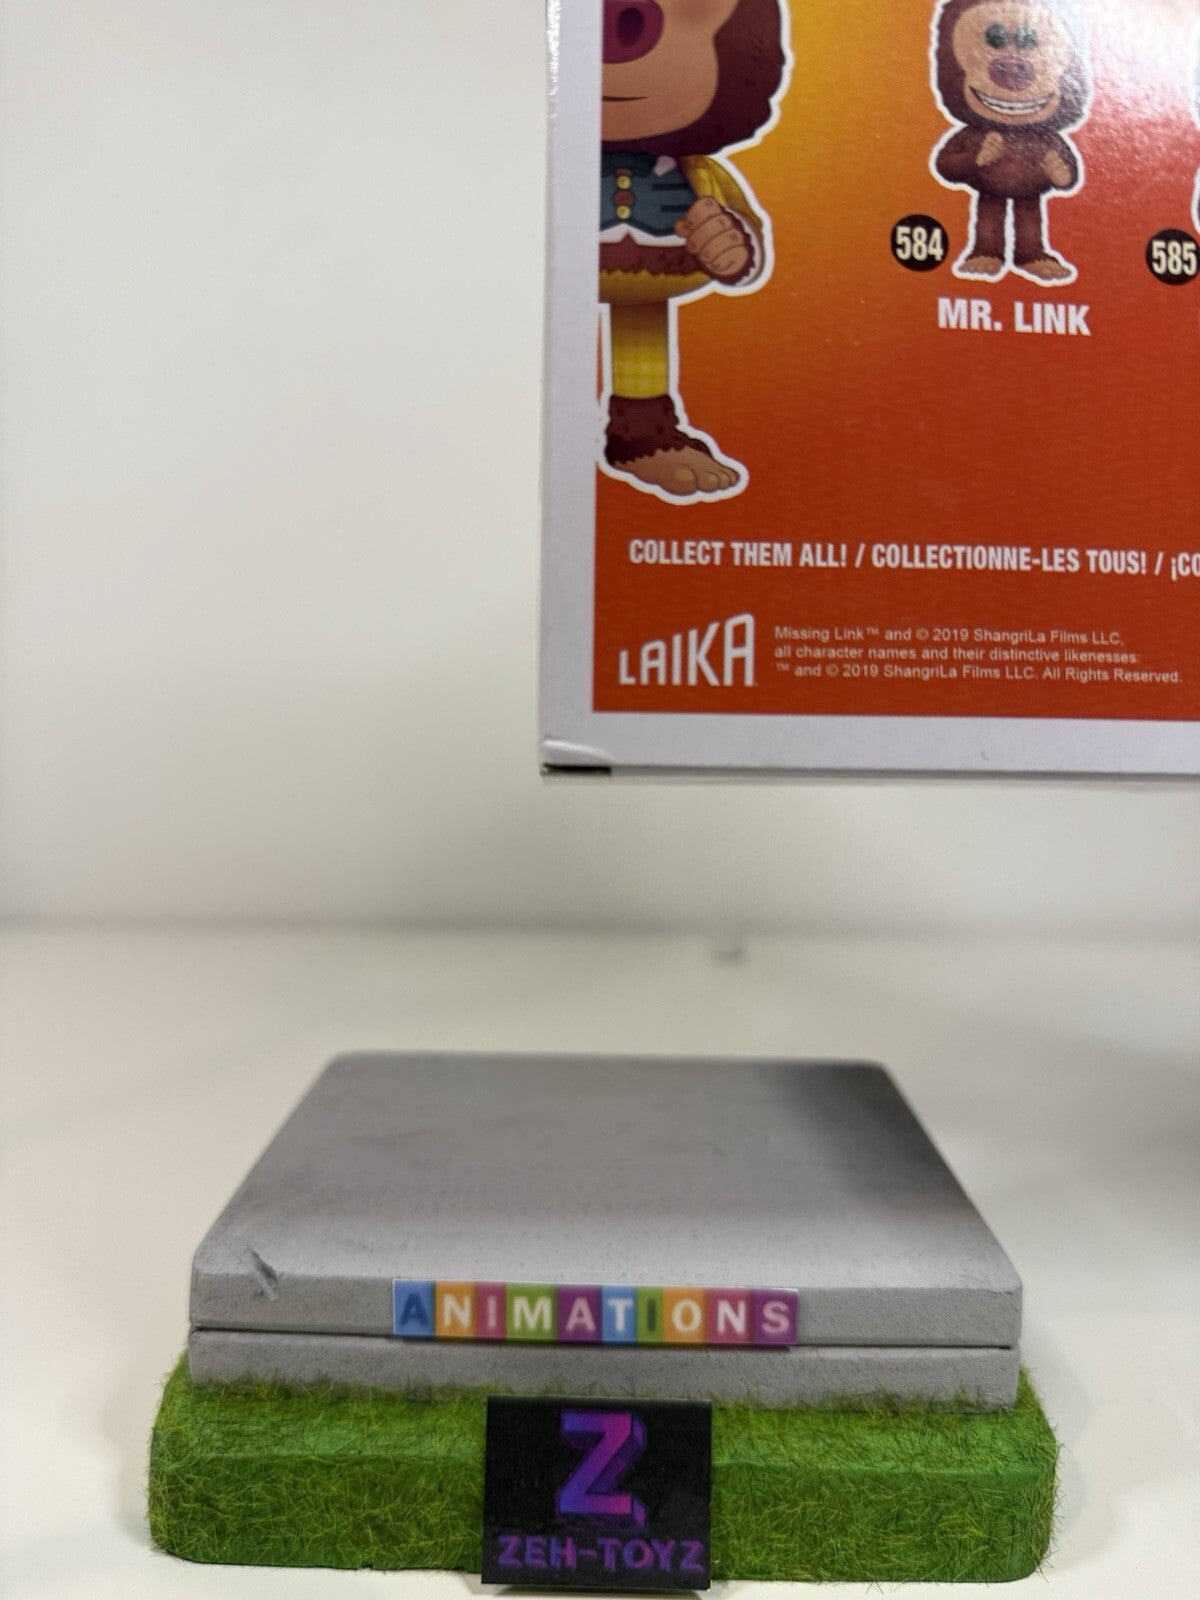 584
585
MR. LINK
COLLECT THEM ALL! / COLLECTIONNE-LES TOUS! / ¡CO
LAIKA
Missing Link™ and © 2019 ShangriLa Films LLC,
all character names and their distinctive likenesses:
™ and © 2019 ShangriLa Films LLC. All Rights Reserved.
ANIMATIONS
Z
ZEH-TOYZ